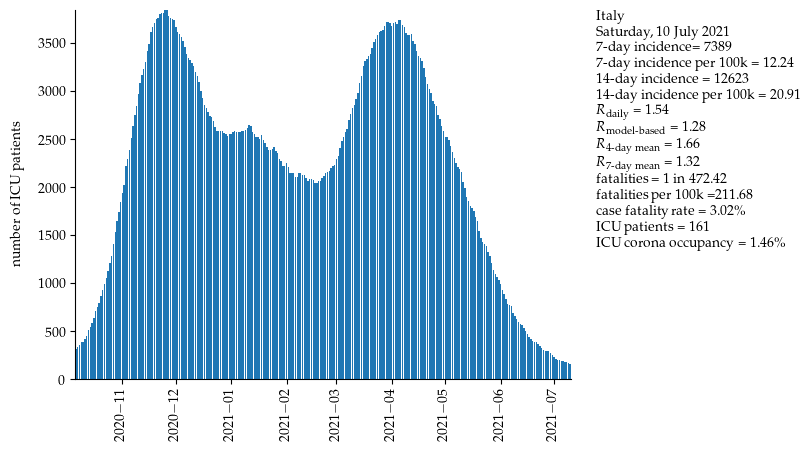 Italy
Saturday, 10 July 2021
7-day incidence= 7389
7-day incidence per 100k = 12.24
14-day incidence = 12623
14-day incidence per 100k = 20.91
R_daily = 1.54
R_model-based = 1.28
R_4-day mean = 1.66
R_7-day mean = 1.32
fatalities = 1 in 472.42
fatalities per 100k =211.68
case fatality rate = 3.02%
ICU patients = 161
ICU corona occupancy = 1.46%
number of ICU patients
3500
3000
2500
2000
1500
1000
500
0
2020−11
2020−12
2021−01
2021−02
2021−03
2021−04
2021−05
2021−06
2021−07